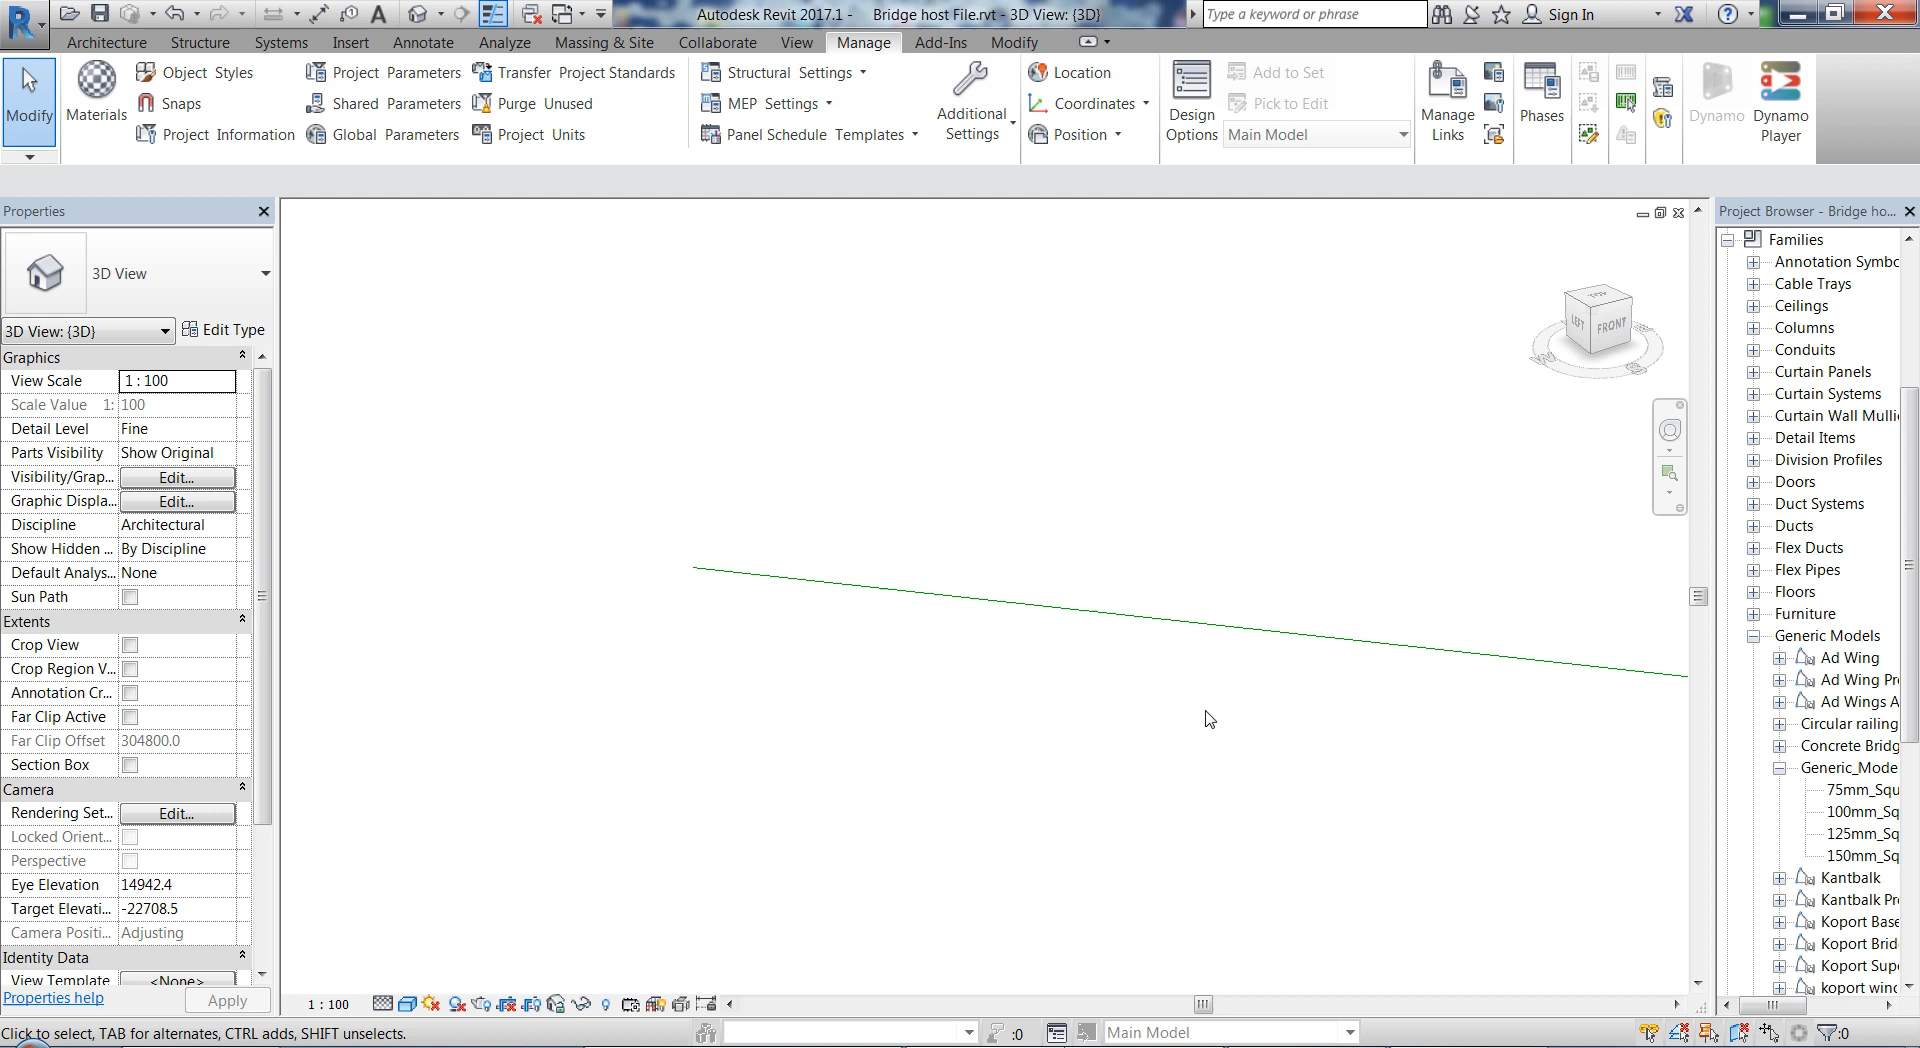 Autodesk Revit 2017.1 - Bridge host File.rvt - 3D View: {3D}
Type a keyword or phrase
Sign In
Architecture Structure Systems Insert Annotate Analyze Massing & Site Collaborate View Manage Add-Ins Modify
Modify
Materials
Object Styles
Snaps
Project Information
Project Parameters
Shared Parameters
Global Parameters
Transfer Project Standards
Purge Unused
Project Units
Structural Settings
MEP Settings
Panel Schedule Templates
Additional
Settings
Location
Coordinates
Position
Design
Options
Add to Set
Pick to Edit
Main Model
Manage
Links
Phases
Dynamo
Dynamo
Player
Properties
3D View
3D View: {3D}
Edit Type
Graphics
View Scale 1 : 100
Scale Value 1: 100
Detail Level Fine
Parts Visibility Show Original
Visibility/Grap... Edit...
Graphic Displa... Edit...
Discipline Architectural
Show Hidden ... By Discipline
Default Analys... None
Sun Path
Extents
Crop View
Crop Region V...
Annotation Cr...
Far Clip Active
Far Clip Offset 304800.0
Section Box
Camera
Rendering Set... Edit...
Locked Orient...
Perspective
Eye Elevation 14942.4
Target Elevati... -22708.5
Camera Positi... Adjusting
Identity Data
View Template <None>
Properties help
Apply
TOP
LEFT
FRONT
W
S
1 : 100
Project Browser - Bridge ho...
Families
Annotation Symbo
Cable Trays
Ceilings
Columns
Conduits
Curtain Panels
Curtain Systems
Curtain Wall Mulli
Detail Items
Division Profiles
Doors
Duct Systems
Ducts
Flex Ducts
Flex Pipes
Floors
Furniture
Generic Models
Ad Wing
Ad Wing Pr
Ad Wings A
Circular railing
Concrete Bridg
Generic_Mode
75mm_Squ
100mm_Sq
125mm_Sq
150mm_Sq
Kantbalk
Kantbalk Pr
Koport Base
Koport Brid
Koport Sup
koport wing
Click to select, TAB for alternates, CTRL adds, SHIFT unselects.
:0
Main Model
:0